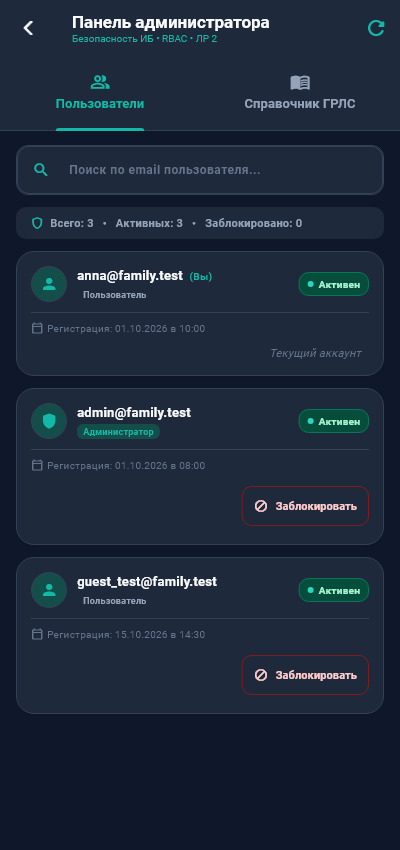 Панель администратора
Безопасность ИБ • RBAC • ЛР 2
Пользователи
Справочник ГРЛС
Поиск по email пользователя...
Всего: 3 • Активных: 3 • Заблокировано: 0
anna@family.test (Вы)
Активен
Пользователь
Регистрация: 01.10.2026 в 10:00
Текущий аккаунт
admin@family.test
Активен
Администратор
Регистрация: 01.10.2026 в 08:00
Заблокировать
guest_test@family.test
Активен
Пользователь
Регистрация: 15.10.2026 в 14:30
Заблокировать